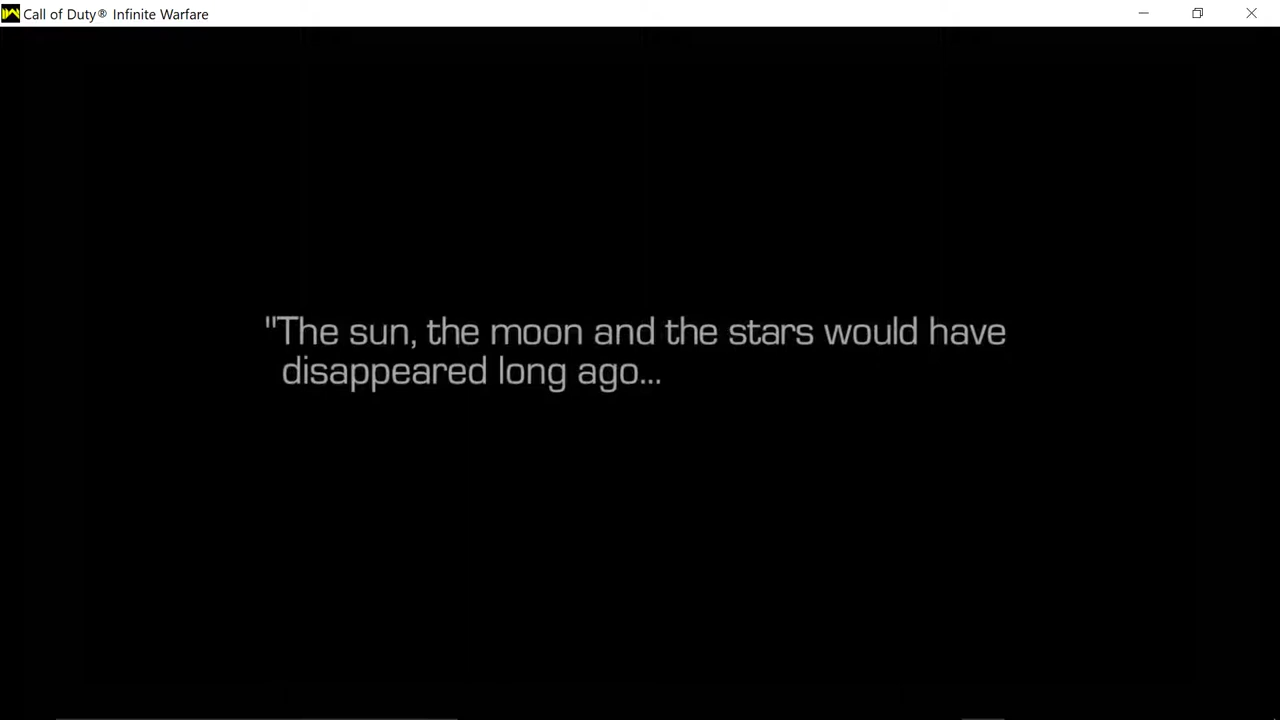 Call of Duty® Infinite Warfare
"The sun, the moon and the stars would have
disappeared long ago...